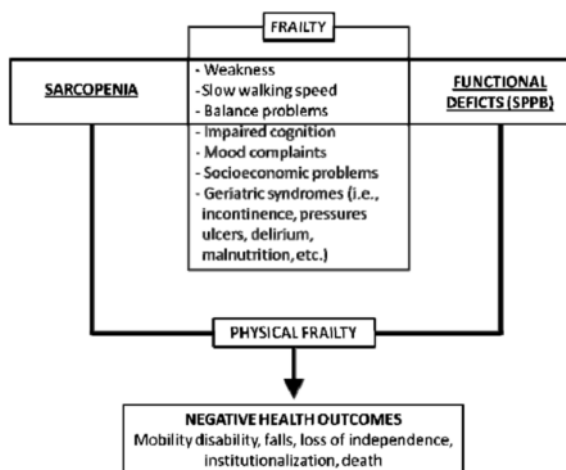 FRAILTY
SARCOPENIA
- Weakness
-Slow walking speed
- Balance problems
- Impaired cognition
- Mood complaints
- Socioeconomic problems
- Geriatric syndromes (i.e.,
incontinence, pressures
ulcers, delirium,
malnutrition, etc.)
FUNCTIONAL
DEFICTS (SPPB)
PHYSICAL FRAILTY
NEGATIVE HEALTH OUTCOMES
Mobility disability, falls, loss of independence,
institutionalization, death